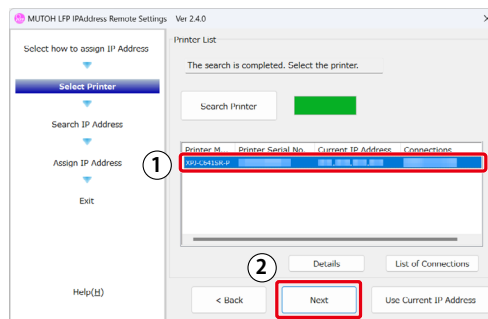 MUTOH LFP IPAddress Remote Settings Ver 2.4.0
Select how to assign IP Address
Select Printer
Search IP Address
Assign IP Address
Exit
Help(H)
Printer List
The search is completed. Select the printer.
Search Printer
Printer M... Printer Serial No. Current IP Address Connections
1
XPJ-C641SR-P
2
Details List of Connections
< Back Next Use Current IP Address